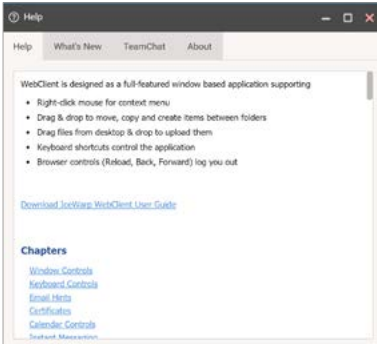 Help
Help What's New TeamChat About
WebClient is designed as a full-featured window based application supporting
• Right-click mouse for context menu
• Drag & drop to move, copy and create items between folders
• Drag files from desktop & drop to upload them
• Keyboard shortcuts control the application
• Browser controls (Reload, Back, Forward) log you out
Download IceWarp WebClient User Guide
Chapters
Window Controls
Keyboard Controls
Email Hints
Certificates
Calendar Controls
Instant Messaging